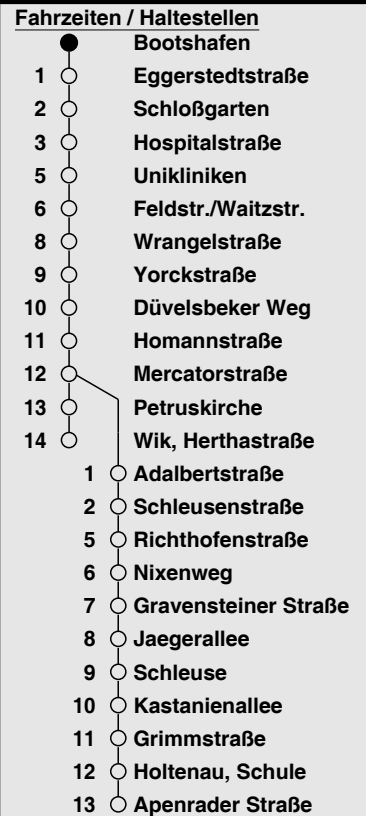 Fahrzeiten / Haltestellen
Bootshafen
1 Eggerstedtstraße
2 Schloßgarten
3 Hospitalstraße
5 Unikliniken
6 Feldstr./Waitzstr.
8 Wrangelstraße
9 Yorckstraße
10 Düvelsbeker Weg
11 Homannstraße
12 Mercatorstraße
13 Petruskirche
14 Wik, Herthastraße
1 Adalbertstraße
2 Schleusenstraße
5 Richthofenstraße
6 Nixenweg
7 Gravensteiner Straße
8 Jaegerallee
9 Schleuse
10 Kastanienallee
11 Grimmstraße
12 Holtenau, Schule
13 Apenrader Straße